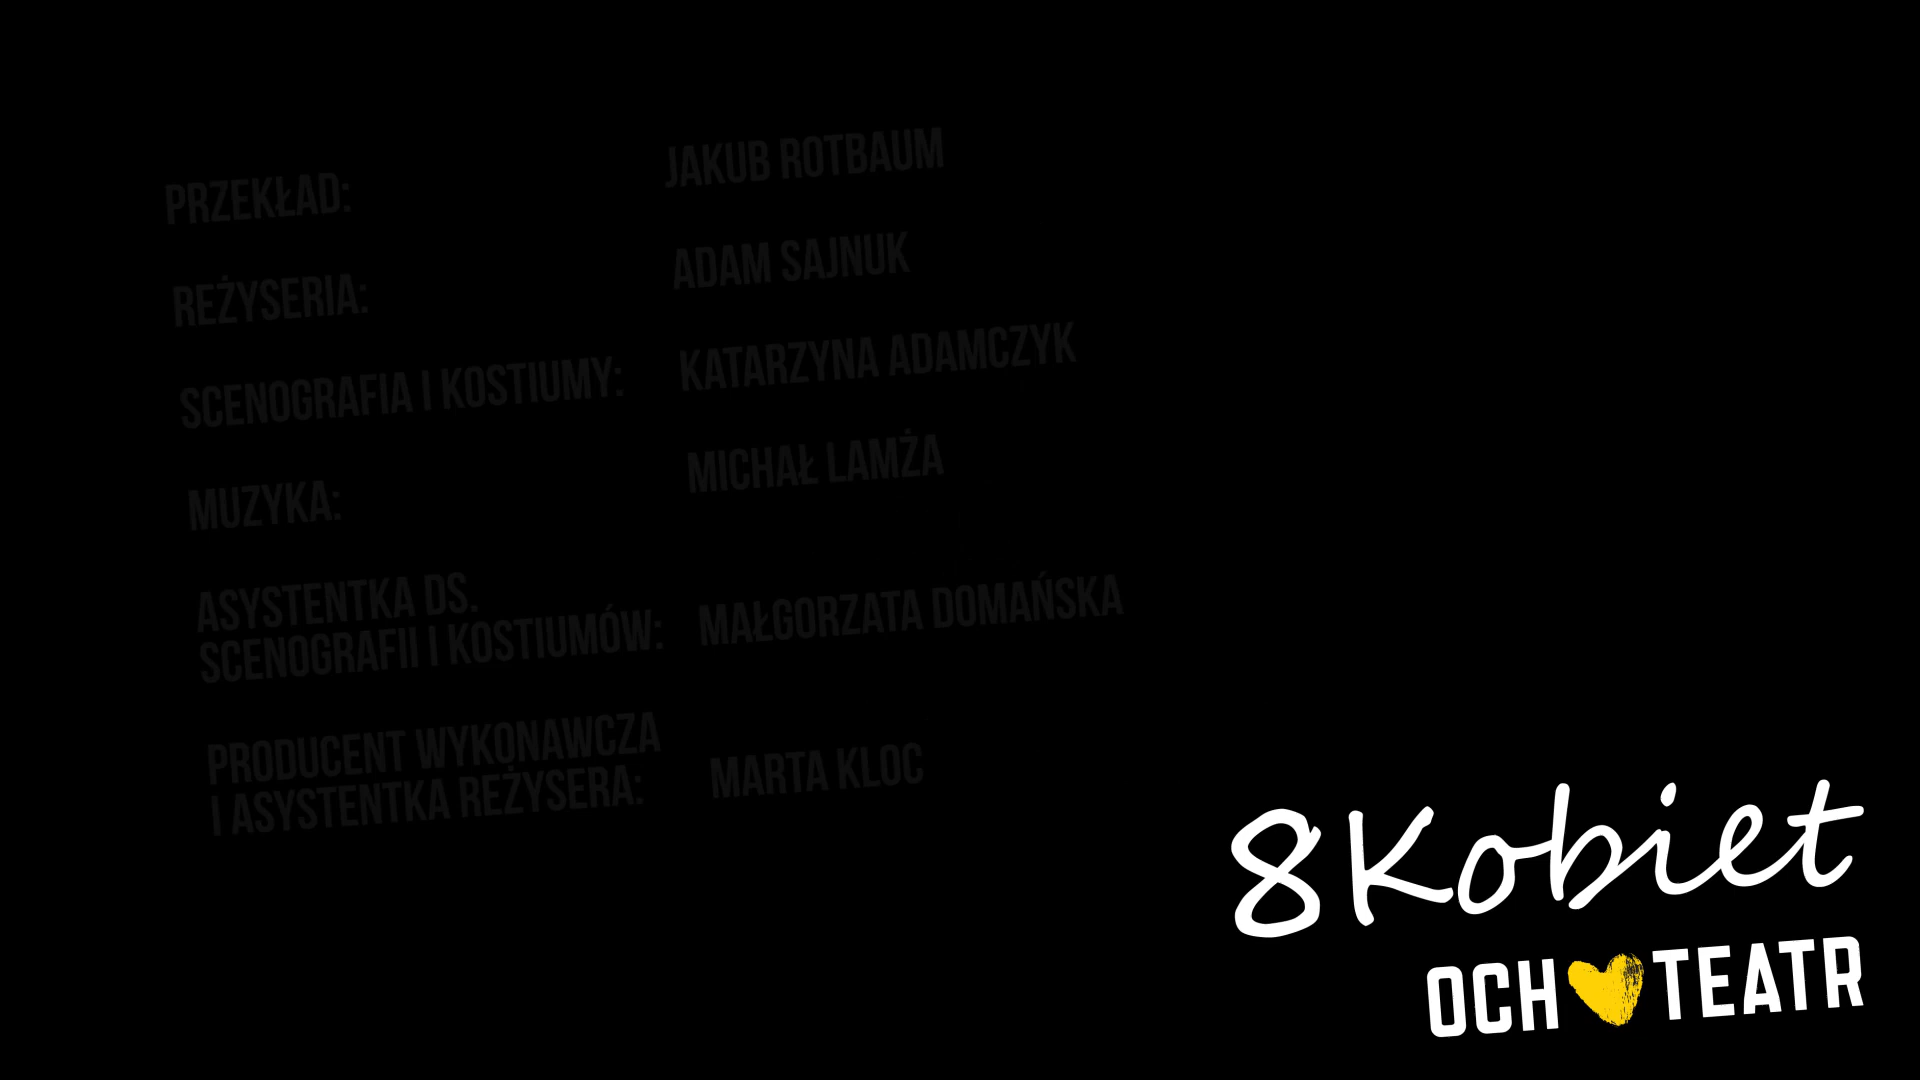 PRZEKŁAD: JAKUB ROTBAUM
REŻYSERIA: ADAM SAJNUK
SCENOGRAFIA I KOSTIUMY: KATARZYNA ADAMCZYK
MUZYKA: MICHAŁ LAMŻA
ASYSTENTKA DS.
SCENOGRAFII I KOSTIUMÓW: MAŁGORZATA DOMAŃSKA
PRODUCENT WYKONAWCZA
I ASYSTENTKA REŻYSERA: MARTA KLOC
8 Kobiet
OCH TEATR